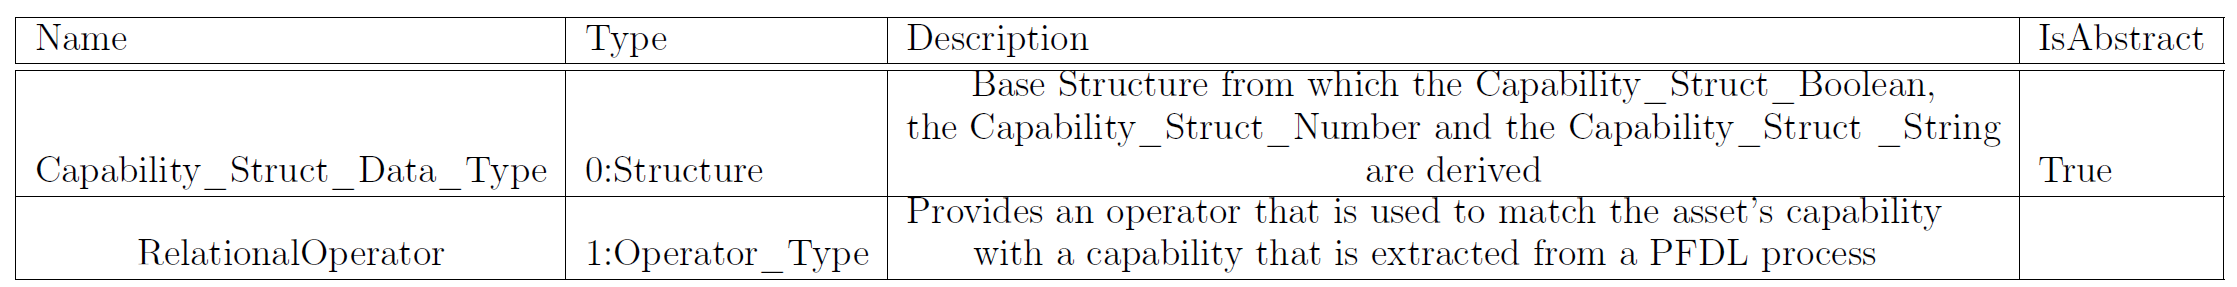 Name Type Description IsAbstract
Base Structure from which the Capability_Struct_Boolean,
the Capability_Struct_Number and the Capability_Struct _String
Capability_Struct_Data_Type 0:Structure are derived True
Provides an operator that is used to match the asset's capability
RelationalOperator 1:Operator_Type with a capability that is extracted from a PFDL process